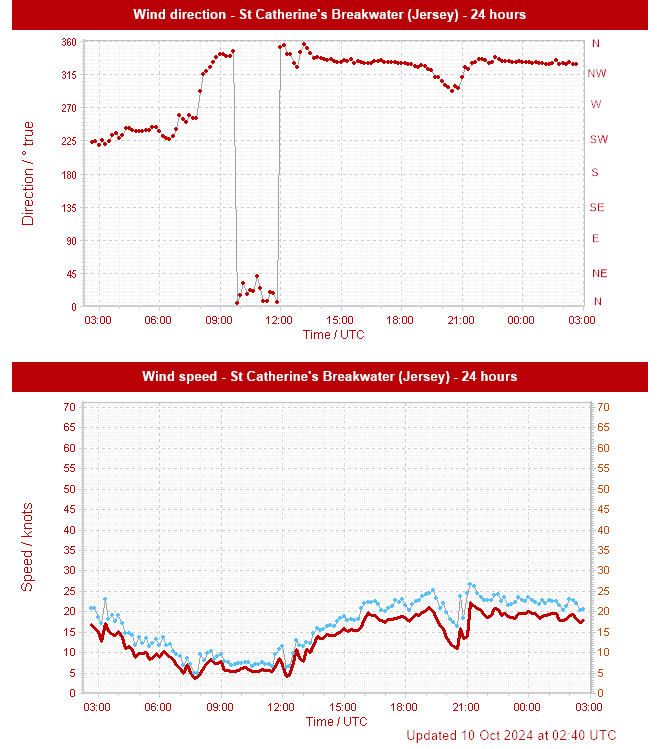 Wind direction - St Catherine's Breakwater (Jersey) - 24 hours
Direction / ° true
360
315
270
225
180
135
90
45
0
N
NW
W
SW
S
SE
E
NE
N
03:00 06:00 09:00 12:00 15:00 18:00 21:00 00:00 03:00
Time / UTC
Wind speed - St Catherine's Breakwater (Jersey) - 24 hours
Speed / knots
70 70
65 65
60 60
55 55
50 50
45 45
40 40
35 35
30 30
25 25
20 20
15 15
10 10
5 5
0 0
03:00 06:00 09:00 12:00 15:00 18:00 21:00 00:00 03:00
Time / UTC
Updated 10 Oct 2024 at 02:40 UTC